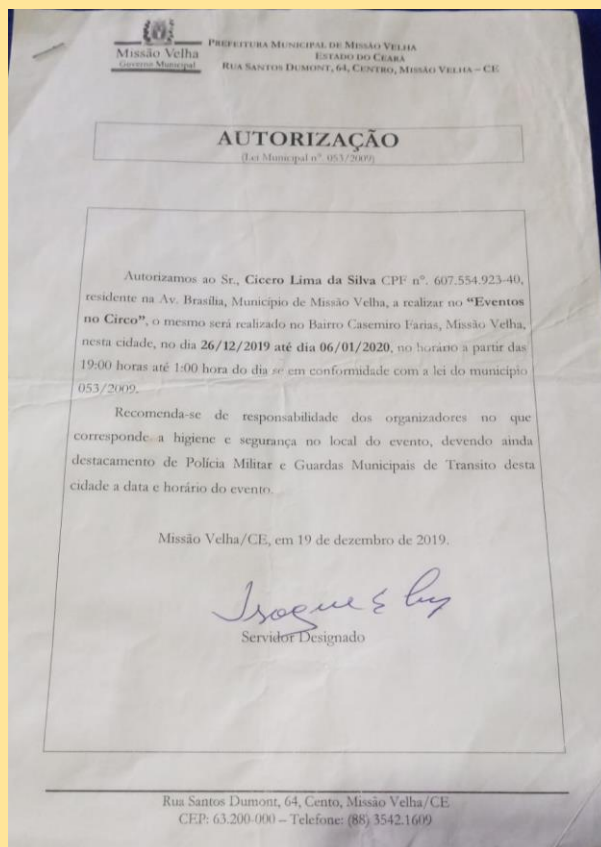 Missão Velha
Governo Municipal
PREFEITURA MUNICIPAL DE MISSÃO VELHA
ESTADO DO CEARÁ
RUA SANTOS DUMONT, 64, CENTRO, MISSÃO VELHA – CE
AUTORIZAÇÃO
(Lei Municipal nº. 053/2009)
Autorizamos ao Sr., Cicero Lima da Silva CPF nº. 607.554.923-40,
residente na Av. Brasília, Município de Missão Velha, a realizar no “Eventos
no Circo”, o mesmo será realizado no Bairro Casemiro Farias, Missão Velha,
nesta cidade, no dia 26/12/2019 até dia 06/01/2020, no horário a partir das
19:00 horas até 1:00 hora do dia se em conformidade com a lei do município
053/2009.
Recomenda-se de responsabilidade dos organizadores no que
corresponde a higiene e segurança no local do evento, devendo ainda
destacamento de Polícia Militar e Guardas Municipais de Transito desta
cidade a data e horário do evento.
Missão Velha/CE, em 19 de dezembro de 2019.
Servidor Designado
Rua Santos Dumont, 64, Cento, Missão Velha/CE
CEP: 63.200-000 – Telefone: (88) 3542.1609